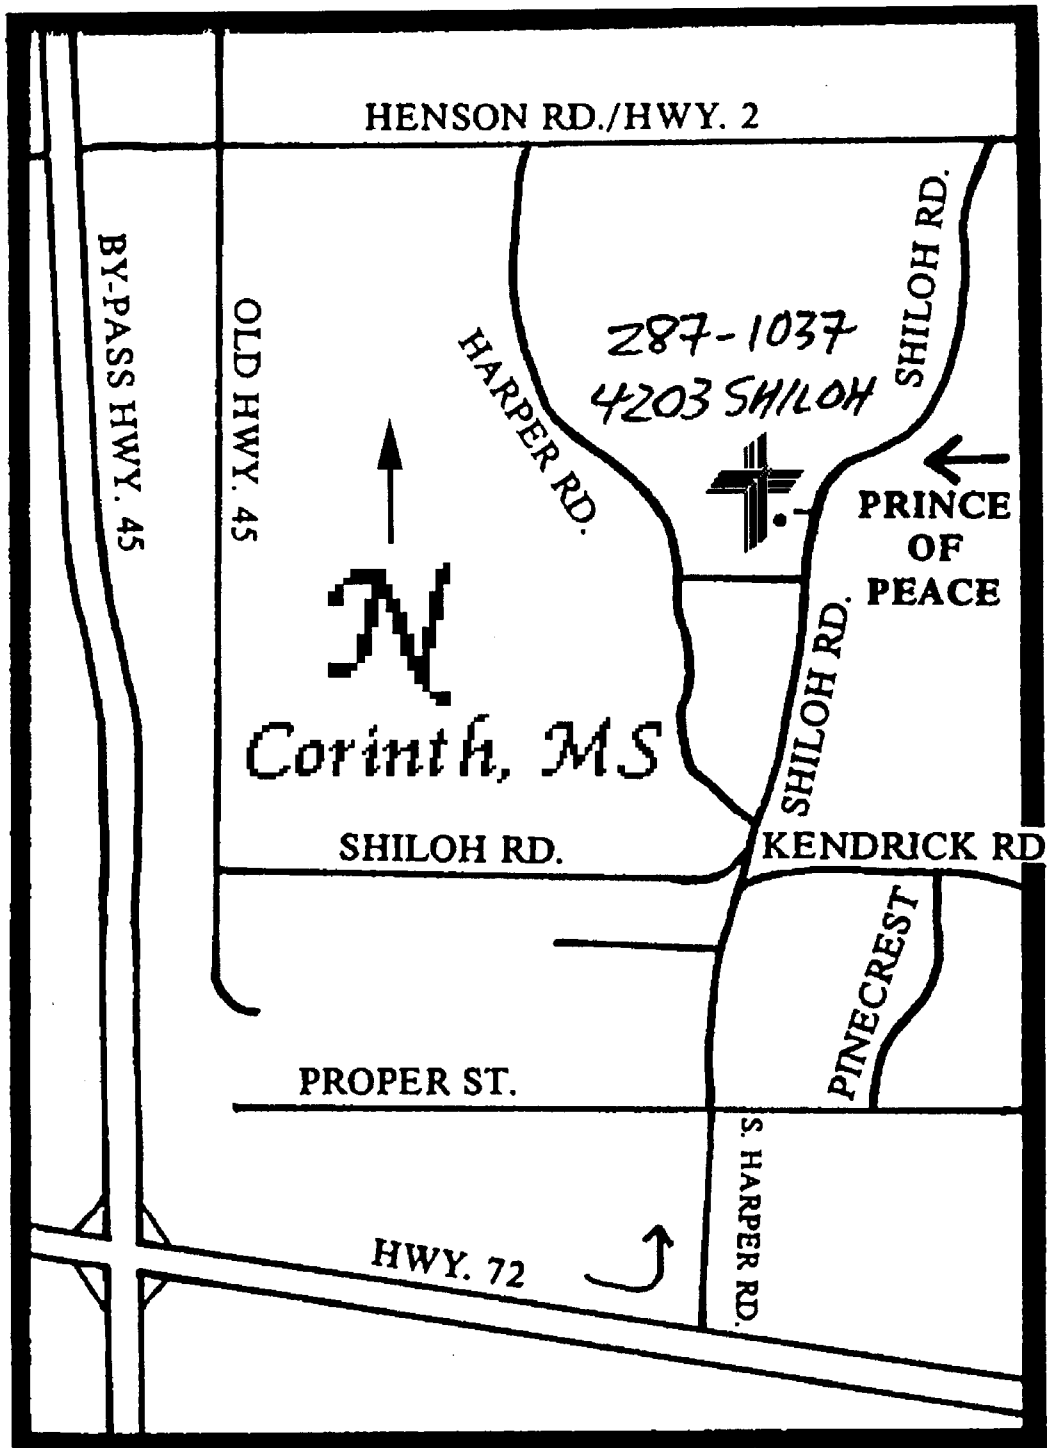 HENSON RD./HWY. 2
SHILOH RD.
BY-PASS HWY. 45
OLD HWY. 45
HARPER RD.
287-1037
4203 SHILOH
PRINCE
OF
PEACE
N
Corinth, MS
SHILOH RD.
SHILOH RD.
KENDRICK RD
PINECREST
PROPER ST.
S. HARPER RD.
HWY. 72